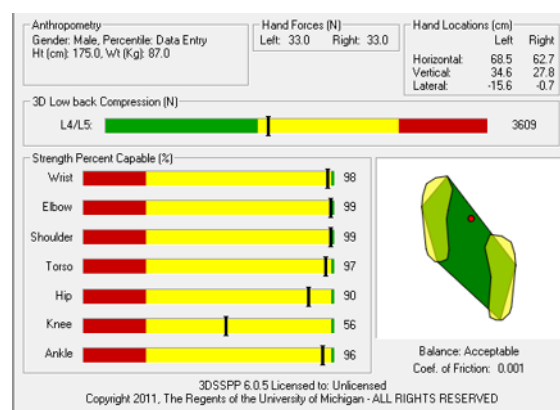 Anthropometry
Gender: Male, Percentile: Data Entry
Ht (cm): 175.0, Wt (Kg): 87.0
Hand Forces (N)
Left: 33.0 Right: 33.0
Hand Locations (cm)
Left Right
Horizontal: 68.5 62.7
Vertical: 34.6 27.8
Lateral: -15.6 -0.7
3D Low back Compression (N)
L4/L5: 3609
Strength Percent Capable (%)
Wrist 98
Elbow 99
Shoulder 99
Torso 97
Hip 90
Knee 56
Ankle 96
Balance: Acceptable
Coef. of Friction: 0.001
3DSSPP 6.0.5 Licensed to: Unlicensed
Copyright 2011, The Regents of the University of Michigan - ALL RIGHTS RESERVED